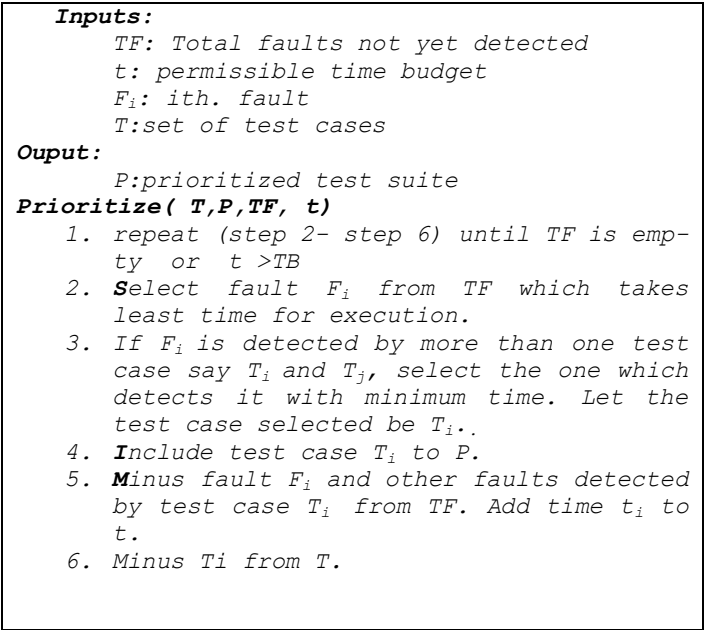 Inputs:
TF: Total faults not yet detected
t: permissible time budget
Fi: ith. fault
T:set of test cases
Ouput:
P:prioritized test suite
Prioritize( T,P,TF, t)
1. repeat (step 2- step 6) until TF is emp-
ty or t >TB
2. Select fault Fi from TF which takes
least time for execution.
3. If Fi is detected by more than one test
case say Ti and Tj, select the one which
detects it with minimum time. Let the
test case selected be Ti..
4. Include test case Ti to P.
5. Minus fault Fi and other faults detected
by test case Ti from TF. Add time ti to
t.
6. Minus Ti from T.